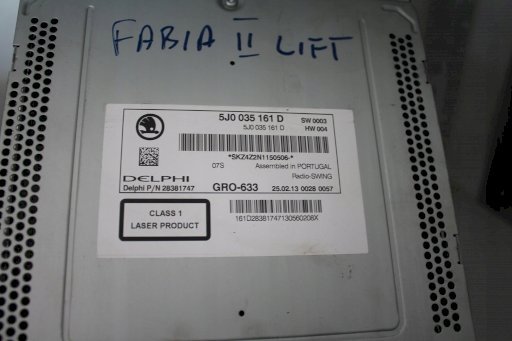 FABIA II LIFT
5J0 035 161 D SW 0003
5J0 035 161 D HW 004
*SKZ4Z2N1150506-*
07S Assembled in PORTUGAL
Radio-SWING
DELPHI GRO-633 25.02.13 0028 0057
Delphi P/N 28381747
CLASS 1
LASER PRODUCT
161D28381747130560208X